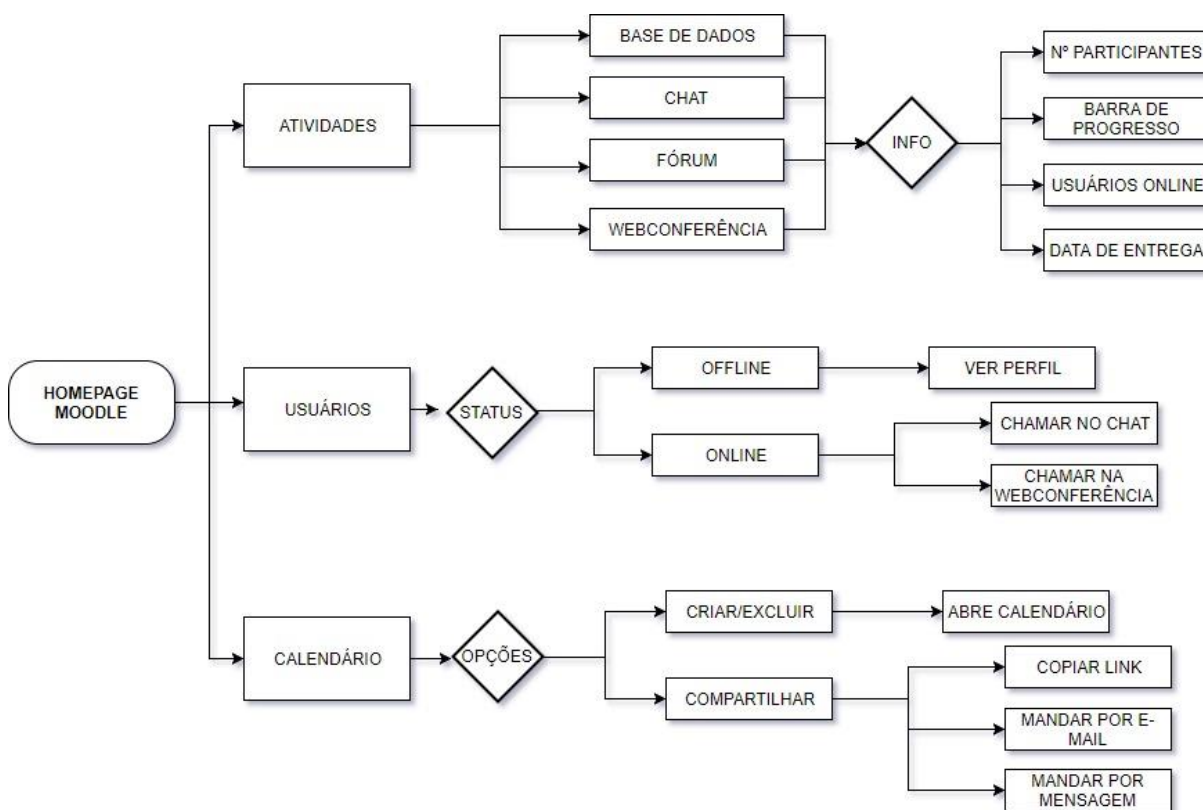 BASE DE DADOS
CHAT
FÓRUM
WEBCONFERÊNCIA
ATIVIDADES
INFO
Nº PARTICIPANTES
BARRA DE
PROGRESSO
USUÁRIOS ONLINE
DATA DE ENTREGA
HOMEPAGE
MOODLE
USUÁRIOS
STATUS
OFFLINE
VER PERFIL
ONLINE
CHAMAR NO CHAT
CHAMAR NA
WEBCONFERÊNCIA
CALENDÁRIO
OPÇÕES
CRIAR/EXCLUIR
ABRE CALENDÁRIO
COMPARTILHAR
COPIAR LINK
MANDAR POR E-
MAIL
MANDAR POR
MENSAGEM